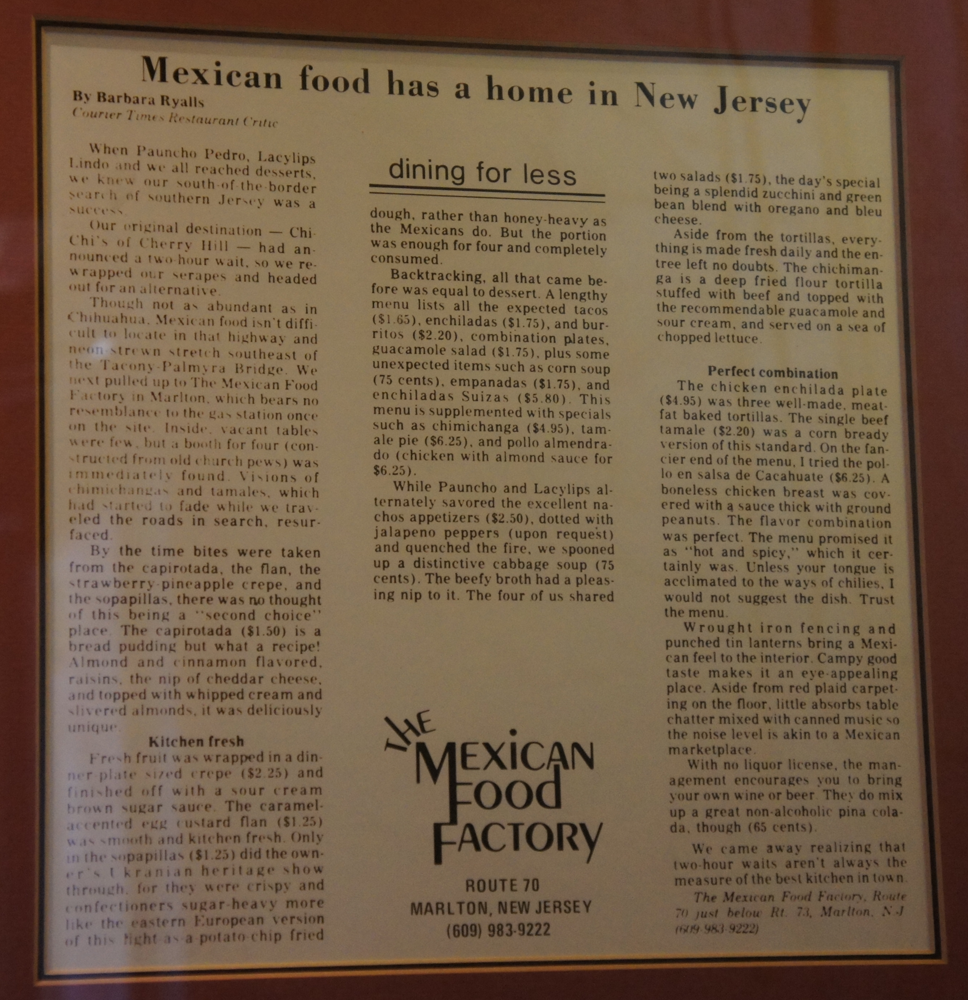 Mexican food has a home in New Jersey
By Barbara Ryalls
Courier Times Restaurant Critic
When Pauncho Pedro, Lacylips
Lindo and we all reached desserts,
we knew our south-of-the-border
search of southern Jersey was a
success.
Our original destination — Chi-
Chi's of Cherry Hill — had an-
nounced a two-hour wait, so we re-
wrapped our serapes and headed
out for an alternative.
Though not as abundant as in
Chihuahua, Mexican food isn't diffi-
cult to locate in that highway and
neon-strewn stretch southeast of
the Tacony-Palmyra Bridge. We
next pulled up to The Mexican Food
Factory in Marlton, which bears no
resemblance to the gas station once
on the site. Inside, vacant tables
were few, but a booth for four (con-
structed from old church pews) was
immediately found. Visions of
chimichangas and tamales, which
had started to fade while we trav-
eled the roads in search, resur-
faced.
By the time bites were taken
from the capirotada, the flan, the
strawberry-pineapple crepe, and
the sopapillas, there was no thought
of this being a "second choice"
place. The capirotada ($1.50) is a
bread pudding but what a recipe!
Almond and cinnamon flavored,
raisins, the nip of cheddar cheese,
and topped with whipped cream and
slivered almonds, it was deliciously
unique.
Kitchen fresh
Fresh fruit was wrapped in a din-
ner-plate sized crepe ($2.25) and
finished off with a sour cream
brown sugar sauce. The caramel-
accented egg custard flan ($1.25)
was smooth and kitchen fresh. Only
in the sopapillas ($1.25) did the own-
er's Ukranian heritage show
through, for they were crispy and
confectioners sugar-heavy more
like the eastern European version
of this light-as-a-potato-chip fried
dining for less
dough, rather than honey-heavy as
the Mexicans do. But the portion
was enough for four and completely
consumed.
Backtracking, all that came be-
fore was equal to dessert. A lengthy
menu lists all the expected tacos
($1.65), enchiladas ($1.75), and bur-
ritos ($2.20), combination plates,
guacamole salad ($1.75), plus some
unexpected items such as corn soup
(75 cents), empanadas ($1.75), and
enchiladas Suizas ($5.80). This
menu is supplemented with specials
such as chimichanga ($4.95), tam-
ale pie ($6.25), and pollo almendra-
do (chicken with almond sauce for
$6.25).
While Pauncho and Lacylips al-
ternately savored the excellent na-
chos appetizers ($2.50), dotted with
jalapeno peppers (upon request)
and quenched the fire, we spooned
up a distinctive cabbage soup (75
cents). The beefy broth had a pleas-
ing nip to it. The four of us shared
THE
MEXICAN
FOOD
FACTORY
ROUTE 70
MARLTON, NEW JERSEY
(609) 983-9222
two salads ($1.75), the day's special
being a splendid zucchini and green
bean blend with oregano and bleu
cheese.
Aside from the tortillas, every-
thing is made fresh daily and the en-
tree left no doubts. The chichiman-
ga is a deep fried flour tortilla
stuffed with beef and topped with
the recommendable guacamole and
sour cream, and served on a sea of
chopped lettuce.
Perfect combination
The chicken enchilada plate
($4.95) was three well-made, meat-
fat baked tortillas. The single beef
tamale ($2.20) was a corn bready
version of this standard. On the fan-
cier end of the menu, I tried the pol-
lo en salsa de Cacahuate ($6.25). A
boneless chicken breast was cov-
ered with a sauce thick with ground
peanuts. The flavor combination
was perfect. The menu promised it
as "hot and spicy," which it cer-
tainly was. Unless your tongue is
acclimated to the ways of chilies, I
would not suggest the dish. Trust
the menu.
Wrought iron fencing and
punched tin lanterns bring a Mexi-
can feel to the interior. Campy good
taste makes it an eye-appealing
place. Aside from red plaid carpet-
ing on the floor, little absorbs table
chatter mixed with canned music so
the noise level is akin to a Mexican
marketplace.
With no liquor license, the man-
agement encourages you to bring
your own wine or beer. They do mix
up a great non-alcoholic pina cola-
da, though (65 cents).
We came away realizing that
two-hour waits aren't always the
measure of the best kitchen in town.
The Mexican Food Factory, Route
70 just below Rt. 73, Marlton, N.J.
(609-983-9222)